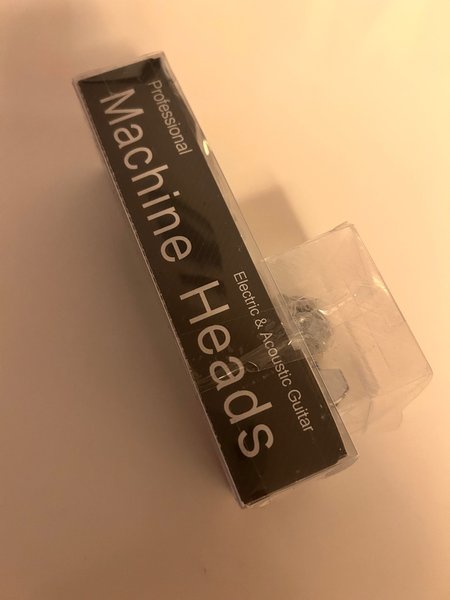 Professional
Machine Heads
Electric & Acoustic Guitar